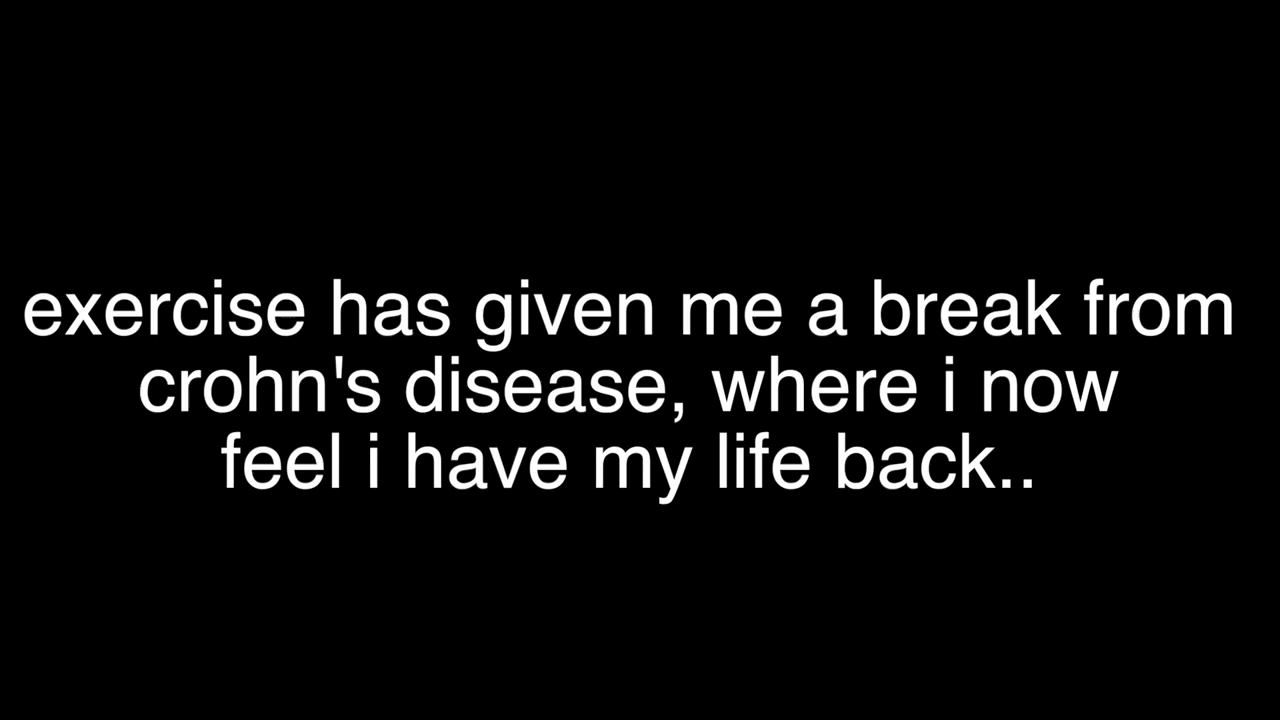 exercise has given me a break from
crohn's disease, where i now
feel i have my life back..